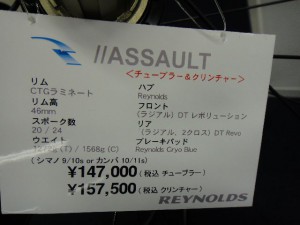 //ASSAULT
<チューブラー&クリンチャー>
リム
CTGラミネート
リム高
46mm
スポーク数
20 / 24
ウエイト
(T) / 1568g (C)
ハブ
Reynolds
フロント
(ラジアル) DT レボリューション
リア
(ラジアル、2クロス) DT Revo
ブレーキパッド
Reynolds Cryo Blue
(シマノ 9/10s or カンパ 10/11s)
¥147,000 (税込 チューブラー)
¥157,500 (税込 クリンチャー)
REYNOLDS